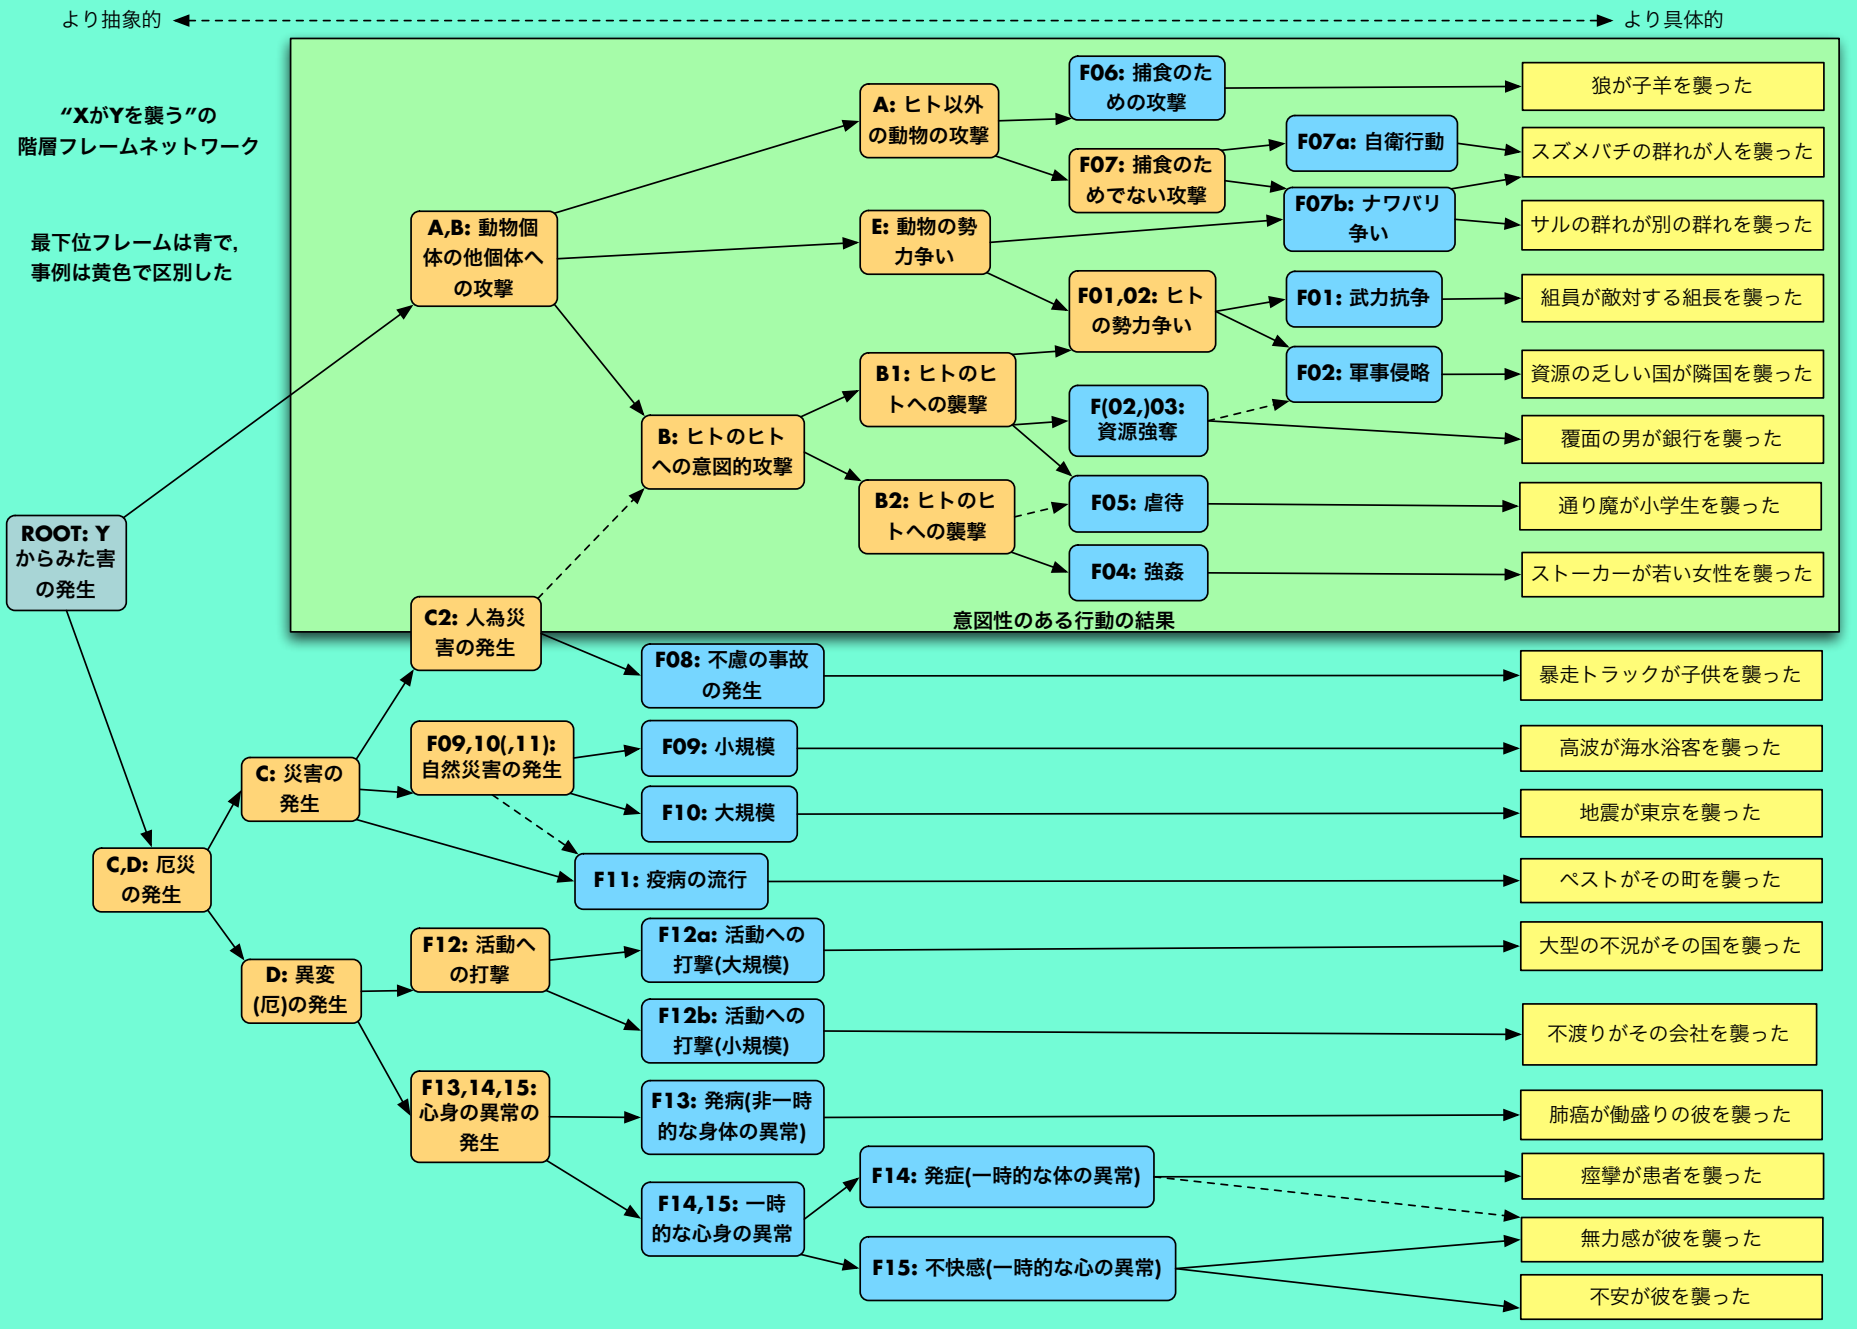 より抽象的
より具体的
“XがYを襲う”の
階層フレームネットワーク
最下位フレームは青で,
事例は黄色で区別した
ROOT: Y
からみた害
の発生
A,B: 動物個
体の他個体へ
の攻撃
C,D: 厄災
の発生
A: ヒト以外
の動物の攻撃
E: 動物の勢
力争い
B: ヒトのヒト
への意図的攻撃
B1: ヒトのヒ
トへの襲撃
B2: ヒトのヒ
トへの襲撃
F06: 捕食のた
めの攻撃
F07: 捕食のた
めでない攻撃
F07a: 自衛行動
F07b: ナワバリ
争い
F01,02: ヒト
の勢力争い
F01: 武力抗争
F02: 軍事侵略
F(02,)03:
資源強奪
F05: 虐待
F04: 強姦
意図性のある行動の結果
狼が子羊を襲った
スズメバチの群れが人を襲った
サルの群れが別の群れを襲った
組員が敵対する組長を襲った
資源の乏しい国が隣国を襲った
覆面の男が銀行を襲った
通り魔が小学生を襲った
ストーカーが若い女性を襲った
C: 災害の
発生
C2: 人為災
害の発生
F08: 不慮の事故
の発生
暴走トラックが子供を襲った
F09,10(,11):
自然災害の発生
F09: 小規模
高波が海水浴客を襲った
F10: 大規模
地震が東京を襲った
F11: 疫病の流行
ペストがその町を襲った
D: 異変
(厄)の発生
F12: 活動へ
の打撃
F12a: 活動への
打撃(大規模)
大型の不況がその国を襲った
F12b: 活動への
打撃(小規模)
不渡りがその会社を襲った
F13,14,15:
心身の異常の
発生
F13: 発病(非一時
的な身体の異常)
肺癌が働盛りの彼を襲った
F14,15: 一時
的な心身の異常
F14: 発症(一時的な体の異常)
痙攣が患者を襲った
無力感が彼を襲った
F15: 不快感(一時的な心の異常)
不安が彼を襲った